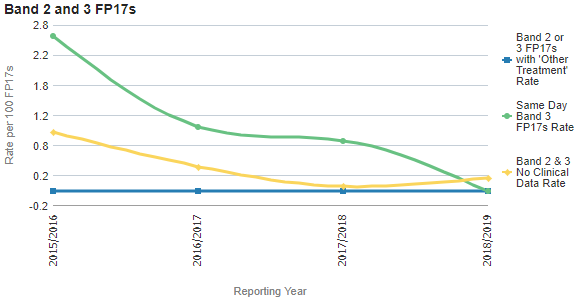 Band 2 and 3 FP17s
2.8
2.2
1.8
1.2
0.8
0.2
-0.2
Rate per 100 FP17s
2015/2016
2016/2017
2017/2018
2018/2019
Reporting Year
Band 2 or
3 FP17s
with 'Other
Treatment'
Rate
Same Day
Band 3
FP17s Rate
Band 2 & 3
No Clinical
Data Rate